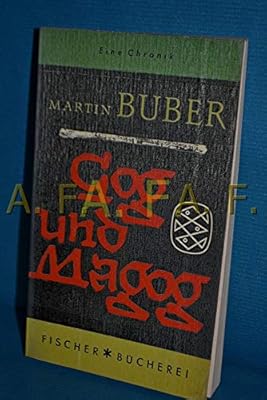 Eine Chronik
MARTIN BUBER
Gog
und
Magog
A. F A. F A. F A. F.
FISCHER * BÜCHEREI